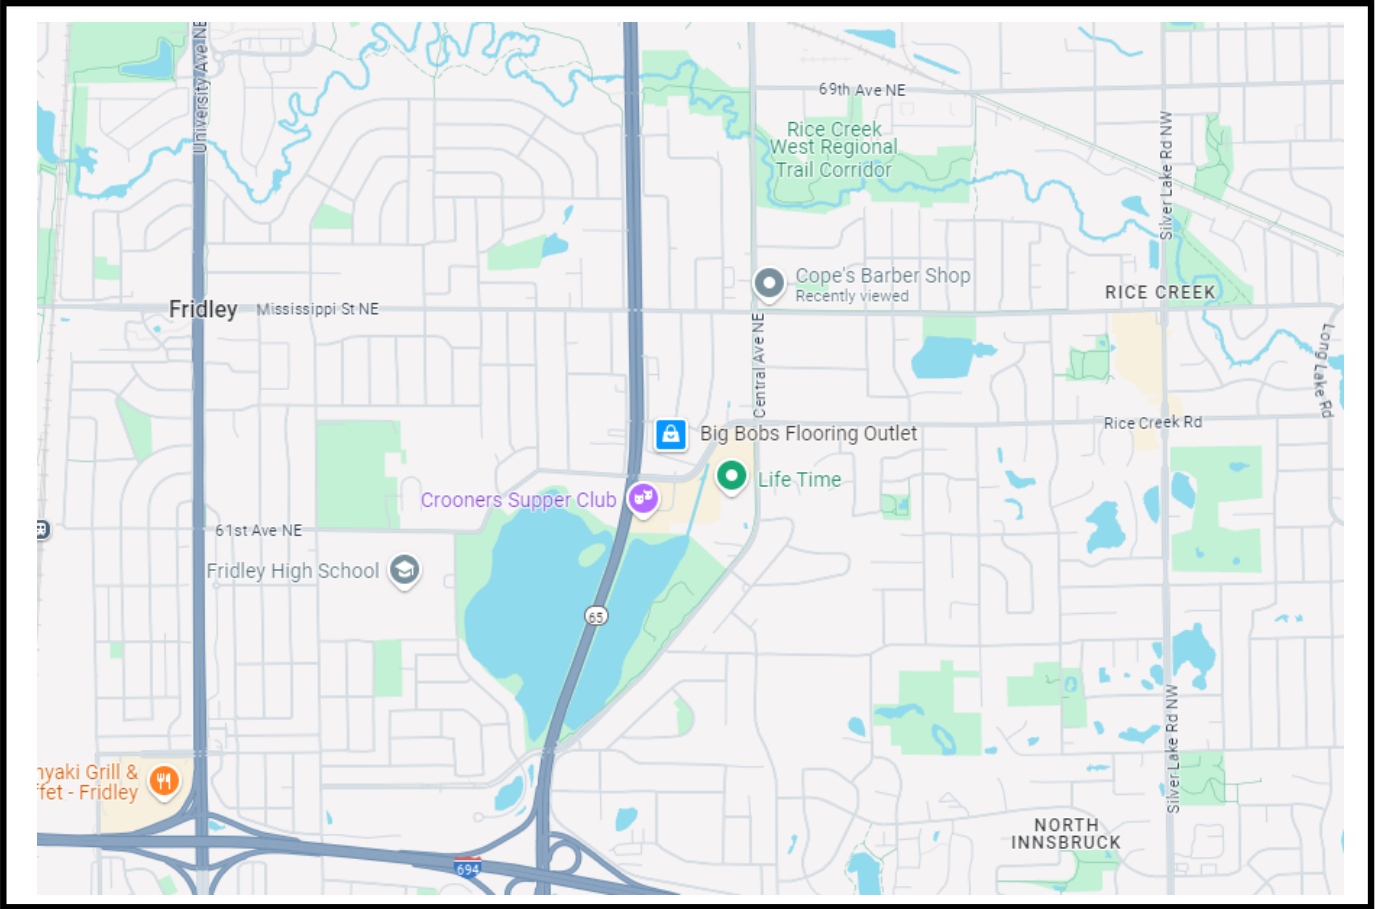 University Ave NE
69th Ave NE
Rice Creek
West Regional
Trail Corridor
Silver Lake Rd NW
Cope's Barber Shop
Recently viewed
RICE CREEK
Fridley
Mississippi St NE
Central Ave NE
Long Lake Rd
Rice Creek Rd
Big Bobs Flooring Outlet
Life Time
Crooners Supper Club
61st Ave NE
Fridley High School
65
Silver Lake Rd NW
nyaki Grill &
ffet - Fridley
NORTH
INNSBRUCK
694